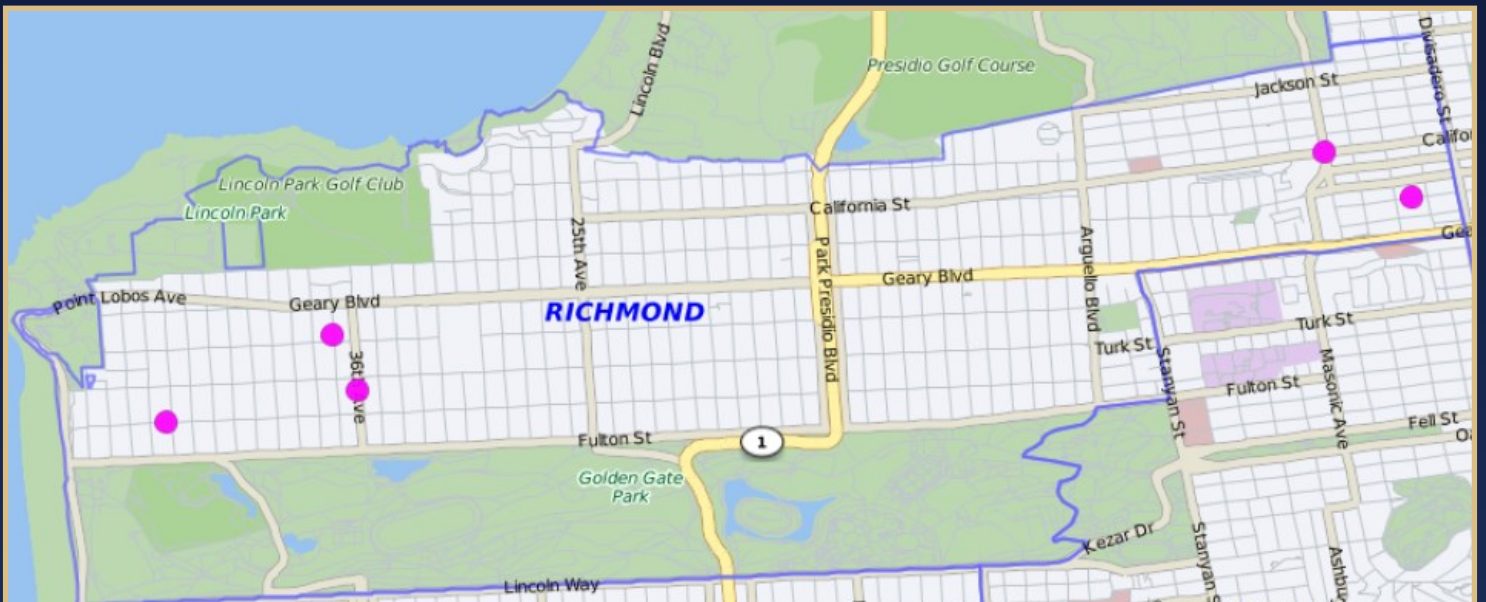 Lincoln Blvd
Presidio Golf Course
Divisadero St
Jackson St
Califo
Lincoln Park Golf Club
Lincoln Park
California St
25th Ave
Park Presidio Blvd
Arguello Blvd
Gea
Geary Blvd
Point Lobos Ave
Geary Blvd
RICHMOND
Turk St
Turk St
36th Ave
Stanyan St
Masonic Ave
Fulton St
Fell St
Fulton St
1
Golden Gate
Park
Kezar Dr
Stanyan S
Ashbu
Lincoln Way